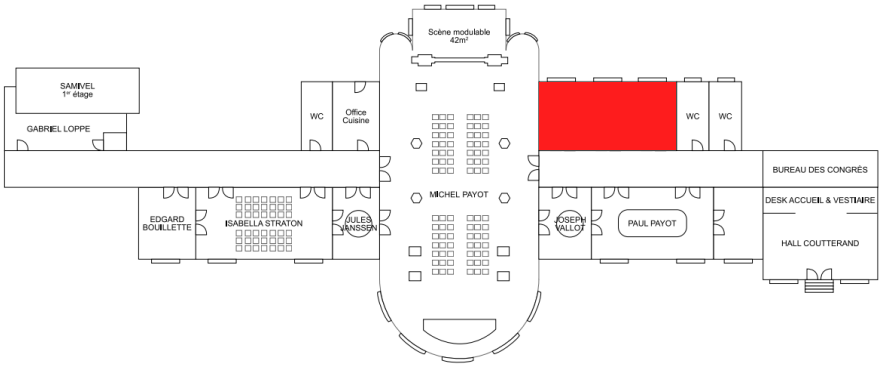 Scène modulable
42m²
SAMIVEL
1er étage
GABRIEL LOPPE
WC
Office
Cuisine
WC
WC
BUREAU DES CONGRÈS
MICHEL PAYOT
DESK ACCUEIL & VESTIAIRE
EDGARD
BOUILLETTE
ISABELLA STRATON
JULES
JANSSEN
JOSEPH
VALLOT
PAUL PAYOT
HALL COUTTERAND